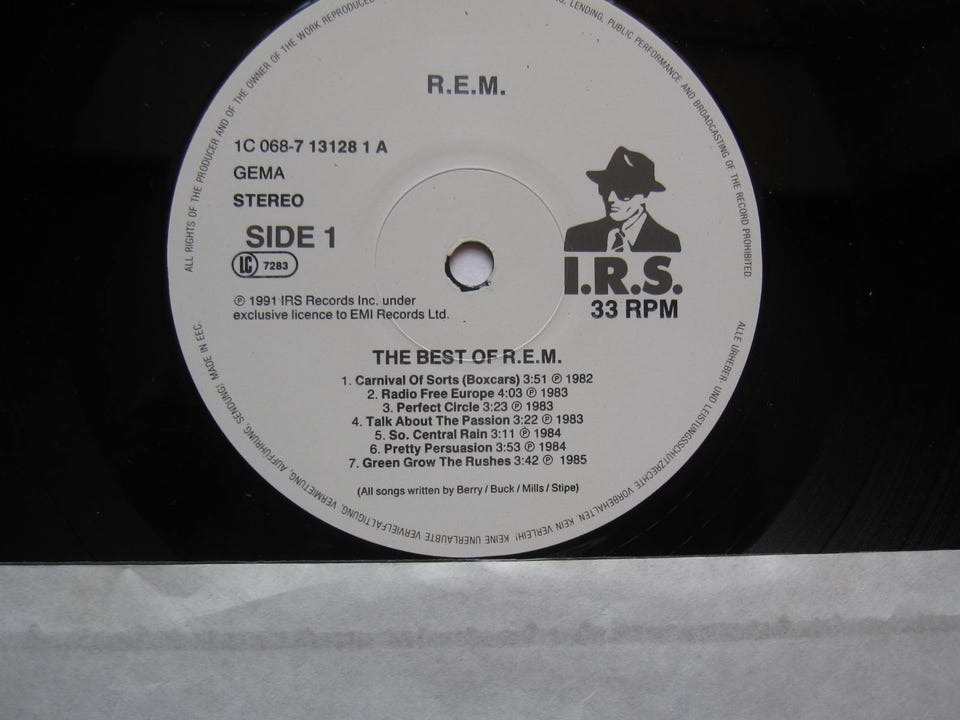 ALL RIGHTS OF THE PRODUCER AND OF THE OWNER OF THE WORK REPRODUCED
LENDING, PUBLIC PERFORMANCE AND BROADCASTING OF THE RECORD PROHIBITED.
R.E.M.
1C 068-7 13128 1 A
GEMA
STEREO
SIDE 1
LC 7283
I.R.S.
33 RPM
℗ 1991 IRS Records Inc. under
exclusive licence to EMI Records Ltd.
THE BEST OF R.E.M.
1. Carnival Of Sorts (Boxcars) 3:51 ℗ 1982
2. Radio Free Europe 4:03 ℗ 1983
3. Perfect Circle 3:23 ℗ 1983
4. Talk About The Passion 3:22 ℗ 1983
5. So. Central Rain 3:11 ℗ 1984
6. Pretty Persuasion 3:53 ℗ 1984
7. Green Grow The Rushes 3:42 ℗ 1985
(All songs written by Berry / Buck / Mills / Stipe)
ALLE URHEBER- UND LEISTUNGSSCHUTZRECHTE VORBEHALTEN. KEIN VERLEIH! KEINE UNERLAUBTE VERVIELFÄLTIGUNG, VERMIETUNG, AUFFÜHRUNG, SENDUNG! MADE IN EEC.